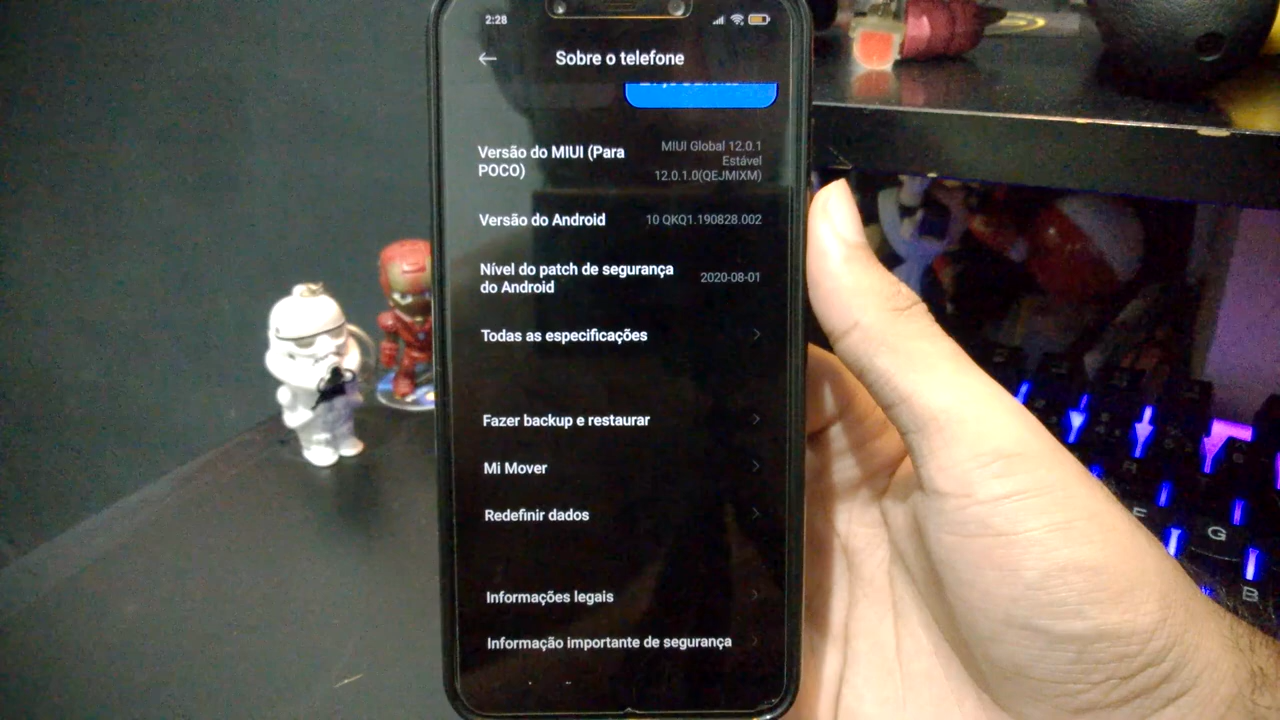 2:28
Sobre o telefone
Versão do MIUI (Para
POCO)
MIUI Global 12.0.1
Estável
12.0.1.0(QEJMIXM)
Versão do Android
10 QKQ1.190828.002
Nível do patch de segurança
do Android
2020-08-01
Todas as especificações
Fazer backup e restaurar
Mi Mover
Redefinir dados
Informações legais
Informação importante de segurança
F
G
B